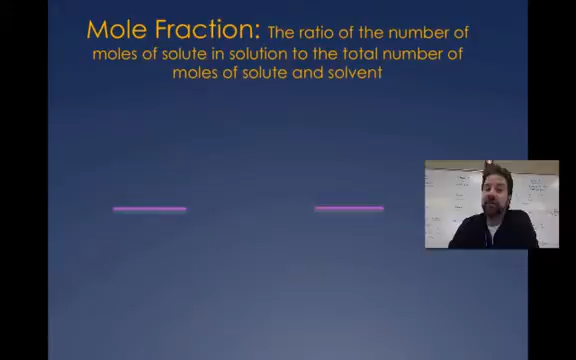 Mole Fraction: The ratio of the number of
moles of solute in solution to the total number of
moles of solute and solvent